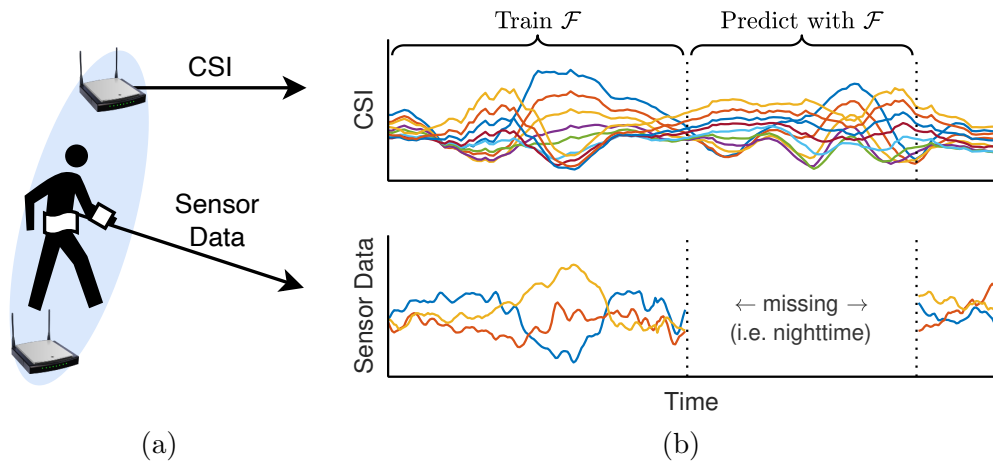 CSI
Sensor
Data
(a)
Train F
Predict with F
CSI
Sensor Data
← missing →
(i.e. nighttime)
Time
(b)